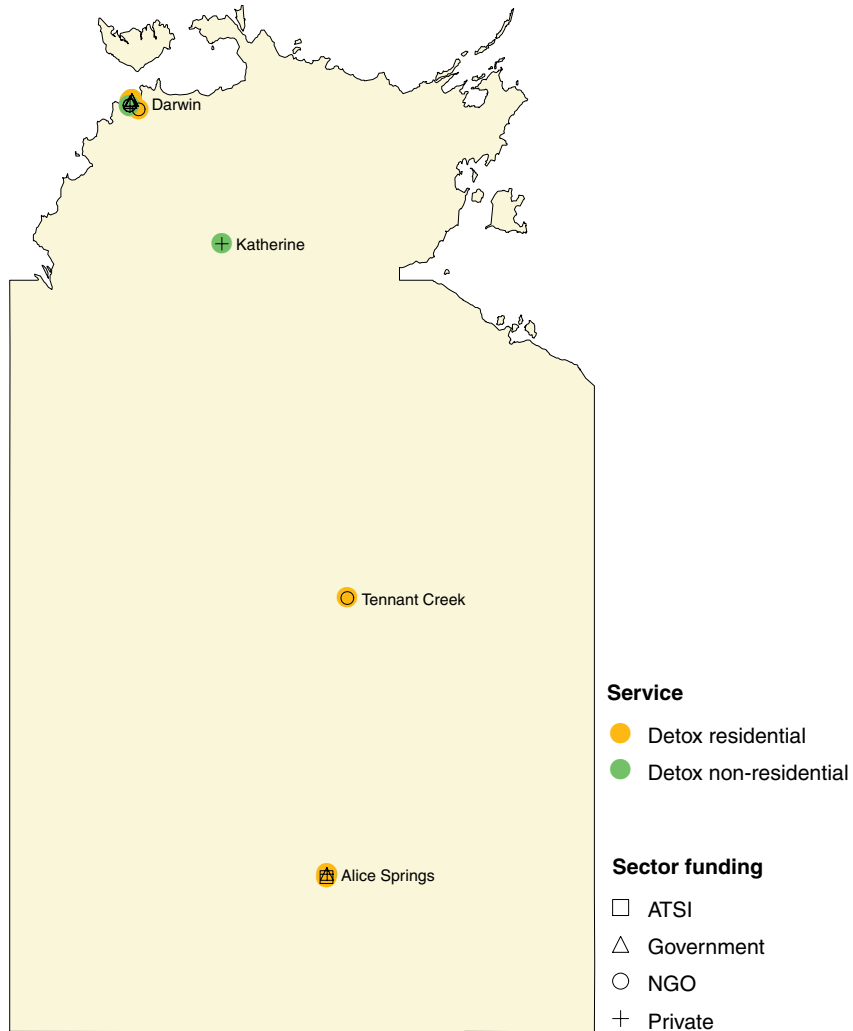 Darwin
Katherine
Tennant Creek
Service
Detox residential
Detox non-residential
Alice Springs
Sector funding
ATSI
Government
NGO
Private